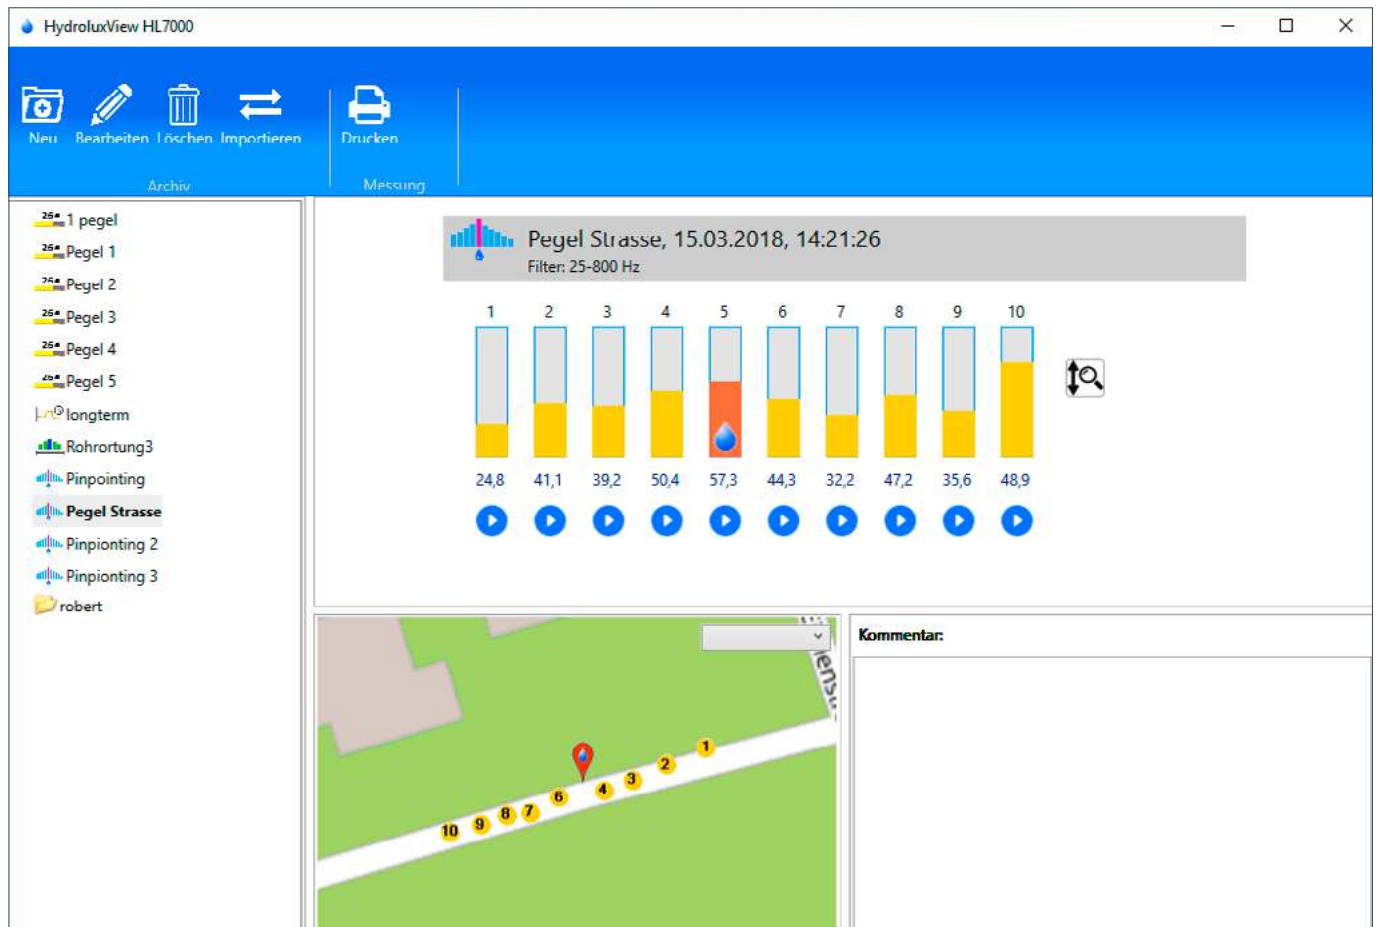 HydroluxView HL7000
Neu Bearbeiten Löschen Importieren Drucken
Archiv Messung
1 pegel
Pegel 1
Pegel 2
Pegel 3
Pegel 4
Pegel 5
longterm
Rohrortung3
Pinpointing
Pegel Strasse
Pinpionting 2
Pinpionting 3
robert
Pegel Strasse, 15.03.2018, 14:21:26
Filter: 25-800 Hz
1 2 3 4 5 6 7 8 9 10
24,8 41,1 39,2 50,4 57,3 44,3 32,2 47,2 35,6 48,9
1
2
3
4
6
7
8
9
10
Kommentar: